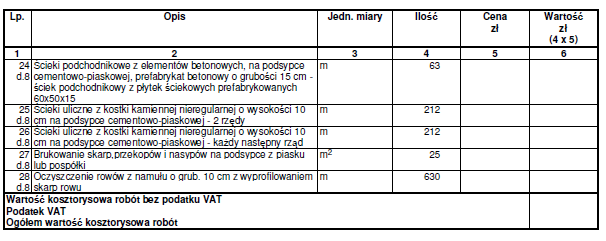 Lp. Opis Jedn. miary Ilość Cena Wartość
zł zł
(4 x 5)
1 2 3 4 5 6
24 Ścieki podchodnikowe z elementów betonowych, na podsypce m 63
d.8 cementowo-piaskowej, prefabrykat betonowy o grubości 15 cm -
ściek podchodnikowy z płytek ściekowych prefabrykowanych
60x50x15
25 Ścieki uliczne z kostki kamiennej nieregularnej o wysokości 10 m 212
d.8 cm na podsypce cementowo-piaskowej - 2 rzędy
26 Ścieki uliczne z kostki kamiennej nieregularnej o wysokości 10 m 212
d.8 cm na podsypce cementowo-piaskowej - każdy następny rząd
27 Brukowanie skarp,przekopów i nasypów na podsypce z piasku m2 25
d.8 lub pospółki
28 Oczyszczenie rowów z namułu o grub. 10 cm z wyprofilowaniem m 630
d.8 skarp rowu
Wartość kosztorysowa robót bez podatku VAT
Podatek VAT
Ogółem wartość kosztorysowa robót